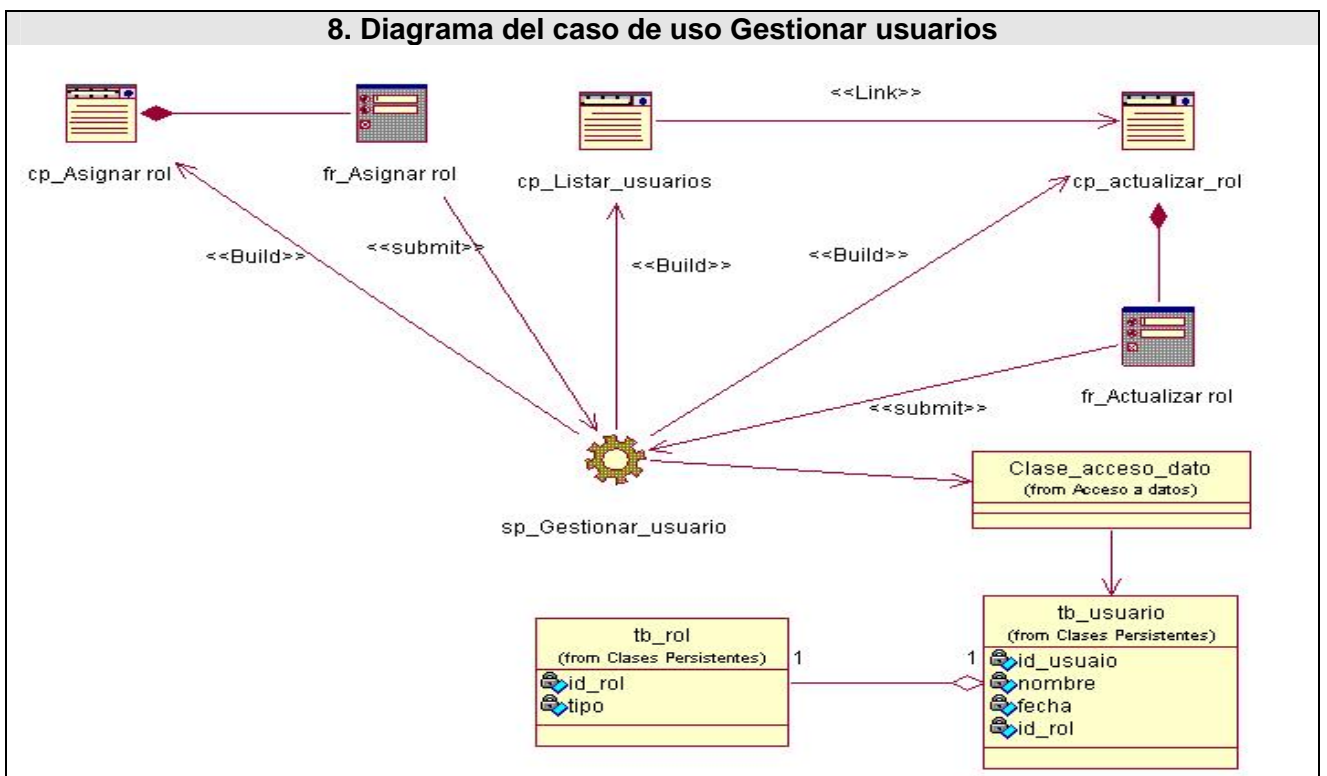 8. Diagrama del caso de uso Gestionar usuarios
<<Link>>
cp_Asignar rol
fr_Asignar rol
cp_Listar_usuarios
cp_actualizar_rol
<<Build>>
<<submit>>
<<Build>>
<<Build>>
fr_Actualizar rol
<<submit>>
sp_Gestionar_usuario
Clase_acceso_dato
(from Acceso a datos)
tb_rol
(from Clases Persistentes)
id_rol
tipo
1
1
tb_usuario
(from Clases Persistentes)
id_usuaio
nombre
fecha
id_rol